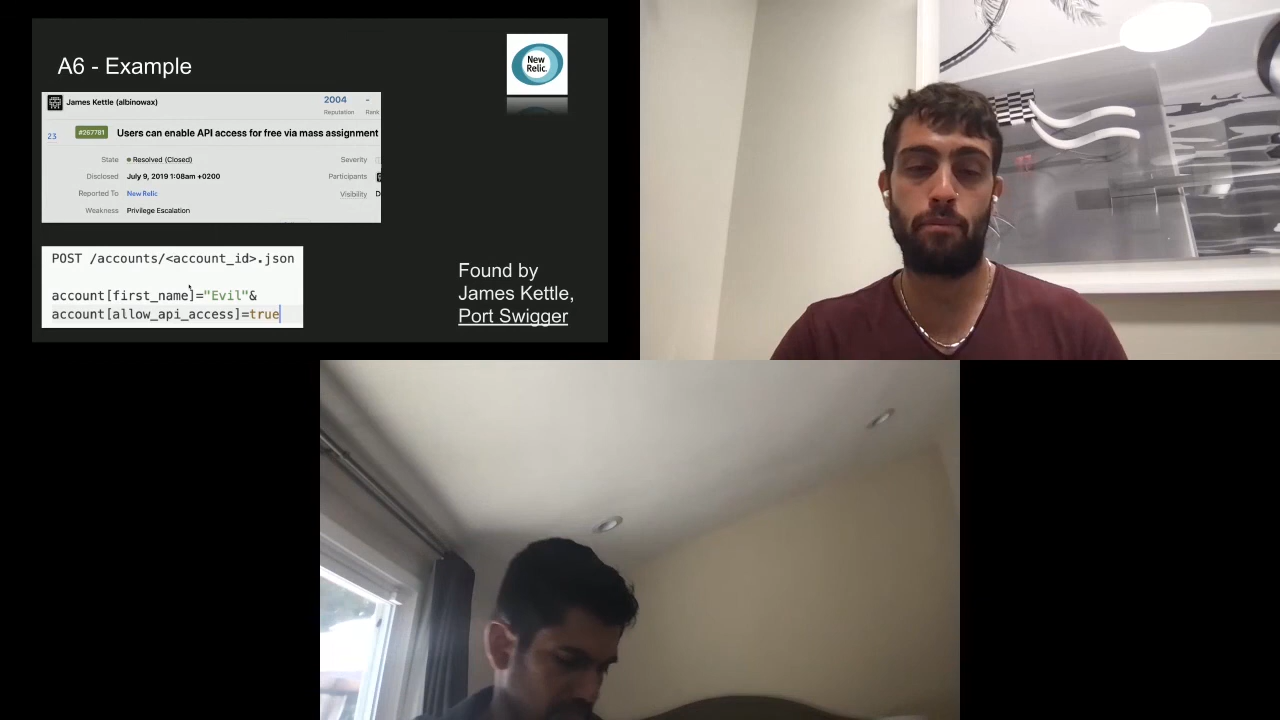 A6 - Example
New Relic.
James Kettle (albinowax)
2004 -
Reputation Rank
23 #267781 Users can enable API access for free via mass assignment
State Resolved (Closed) Severity
Disclosed July 9, 2019 1:08am +0200 Participants
Reported To New Relic Visibility D
Weakness Privilege Escalation
POST /accounts/<account_id>.json
account[first_name]="Evil"&
account[allow_api_access]=true
Found by
James Kettle,
Port Swigger